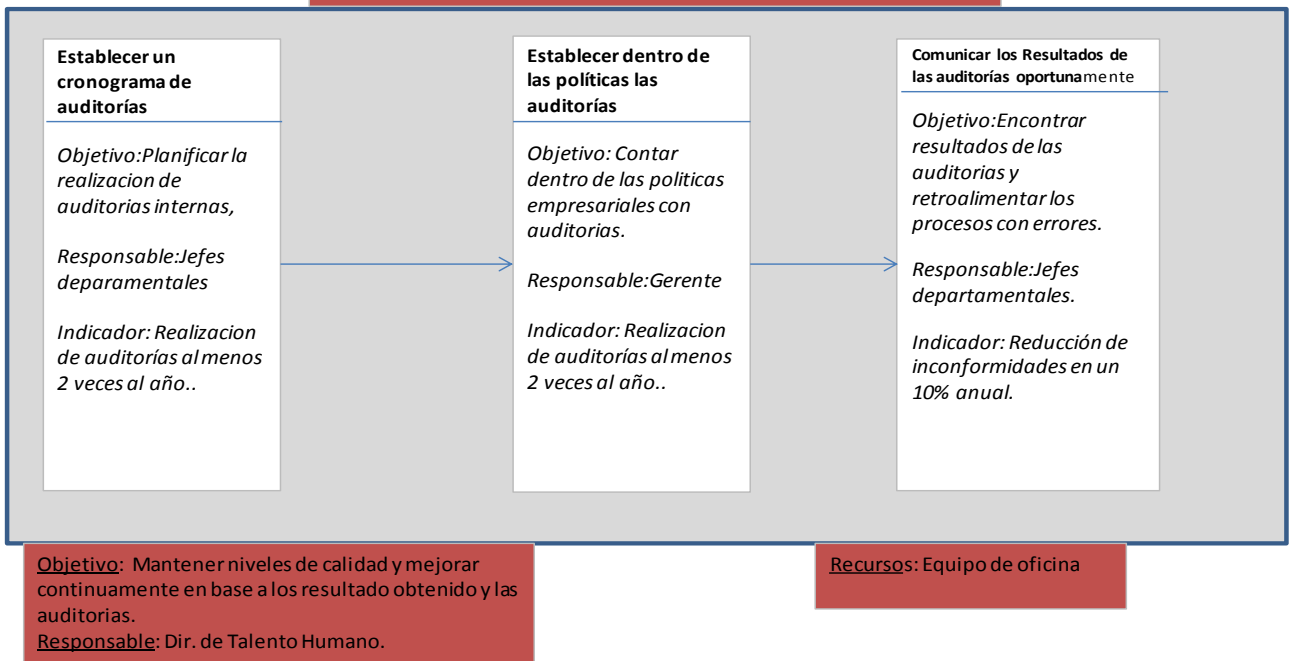 Establecer un
cronograma de
auditorías
Objetivo:Planificar la
realizacion de
auditorias internas,
Responsable:Jefes
deparamentales
Indicador: Realizacion
de auditorías al menos
2 veces al año..
Establecer dentro de
las políticas las
auditorías
Objetivo: Contar
dentro de las politicas
empresariales con
auditorias.
Responsable:Gerente
Indicador: Realizacion
de auditorías al menos
2 veces al año..
Comunicar los Resultados de
las auditorías oportunamente
Objetivo:Encontrar
resultados de las
auditorias y
retroalimentar los
procesos con errores.
Responsable:Jefes
departamentales.
Indicador: Reducción de
inconformidades en un
10% anual.
Objetivo: Mantener niveles de calidad y mejorar
continuamente en base a los resultado obtenido y las
auditorias.
Responsable: Dir. de Talento Humano.
Recursos: Equipo de oficina